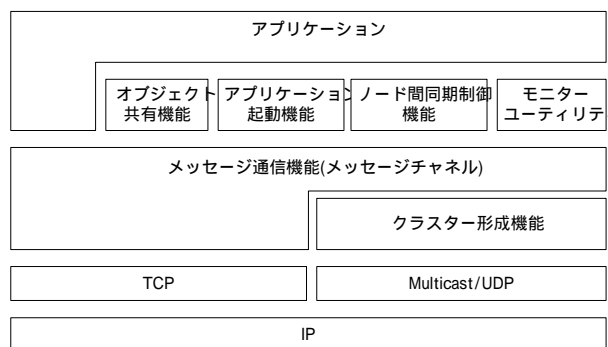 アプリケーション
オブジェクト
共有機能
アプリケーション
起動機能
ノード間同期制御
機能
モニター
ユーティリティ
メッセージ通信機能(メッセージチャネル)
クラスター形成機能
TCP
Multicast/UDP
IP